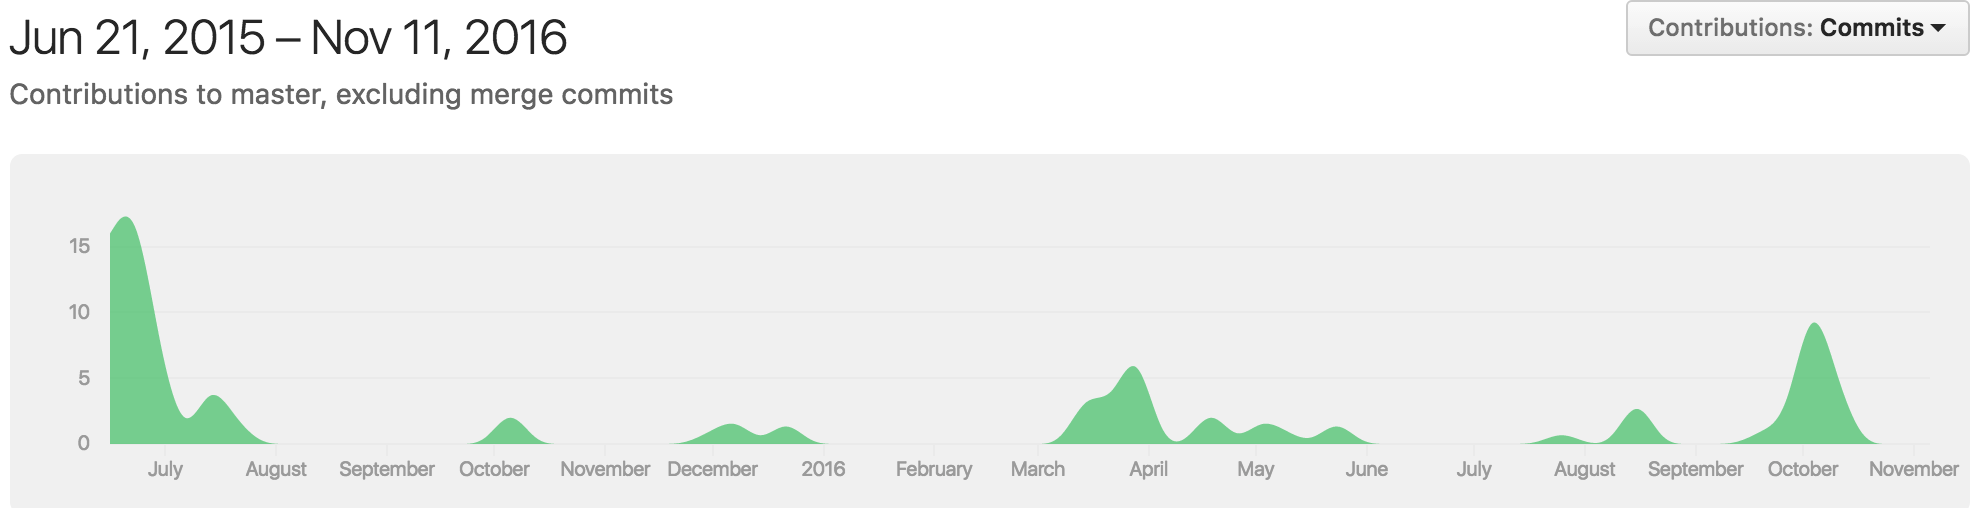 Jun 21, 2015 – Nov 11, 2016
Contributions: Commits
Contributions to master, excluding merge commits
15
10
5
0
July August September October November December 2016 February March April May June July August September October November